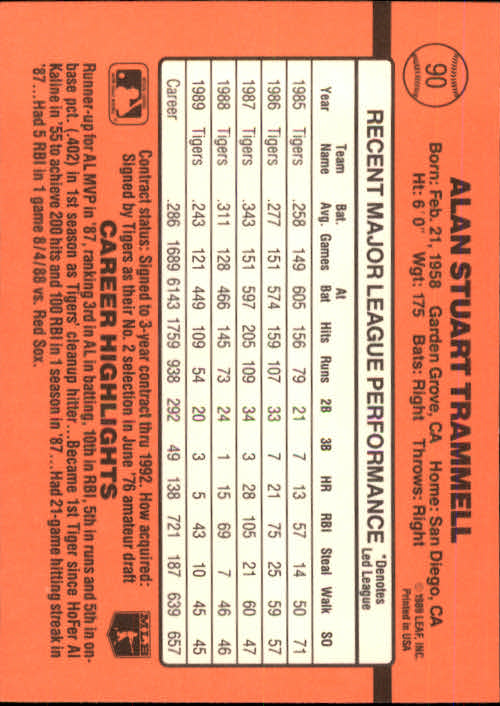 90
ALAN STUART TRAMMELL
Born: Feb. 21, 1958 Garden Grove, CA Home: San Diego, CA
Ht: 6' 0" Wgt: 175 Bats: Right Throws: Right
©1989 LEAF, INC.
Printed in USA
RECENT MAJOR LEAGUE PERFORMANCE *Denotes Led League
Year Team Name Bat. Avg. Games At Bat Hits Runs 2B 3B HR RBI Steal Walk SO
1985 Tigers .258 149 605 156 79 21 7 13 57 14 50 71
1986 Tigers .277 151 574 159 107 33 7 21 75 25 59 57
1987 Tigers .343 151 597 205 109 34 3 28 105 21 60 47
1988 Tigers .311 128 466 145 73 24 1 15 69 7 46 46
1989 Tigers .243 121 449 109 54 20 3 5 43 10 45 45
Career .286 1689 6143 1759 938 292 49 138 721 187 639 657
Contract status: Signed to 3-year contract thru 1992. How acquired:
Signed by Tigers as their No. 2 selection in June '76 amateur draft
MLB
CAREER HIGHLIGHTS
Runner-up for AL MVP in '87, ranking 3rd in AL in batting, 10th in RBI, 5th in runs and 5th in on-
base pct. (.402) in 1st season as Tigers' cleanup hitter...Became 1st Tiger since HoFer Al
Kaline in '55 to achieve 200 hits and 100 RBI in 1 season in '87...Had 21-game hitting streak in
'87...Had 5 RBI in 1 game 8/4/88 vs. Red Sox.